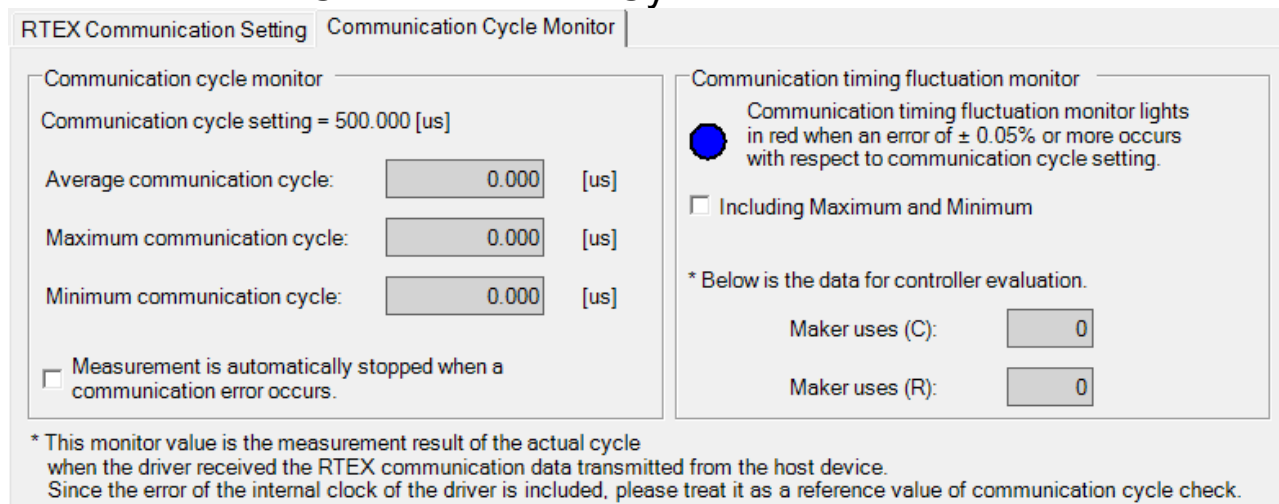 RTEX Communication Setting
Communication Cycle Monitor
Communication cycle monitor
Communication cycle setting = 500.000 [us]
Average communication cycle: 0.000 [us]
Maximum communication cycle: 0.000 [us]
Minimum communication cycle: 0.000 [us]
Measurement is automatically stopped when a
communication error occurs.
Communication timing fluctuation monitor
Communication timing fluctuation monitor lights
in red when an error of ± 0.05% or more occurs
with respect to communication cycle setting.
Including Maximum and Minimum
* Below is the data for controller evaluation.
Maker uses (C): 0
Maker uses (R): 0
* This monitor value is the measurement result of the actual cycle
when the driver received the RTEX communication data transmitted from the host device.
Since the error of the internal clock of the driver is included, please treat it as a reference value of communication cycle check.